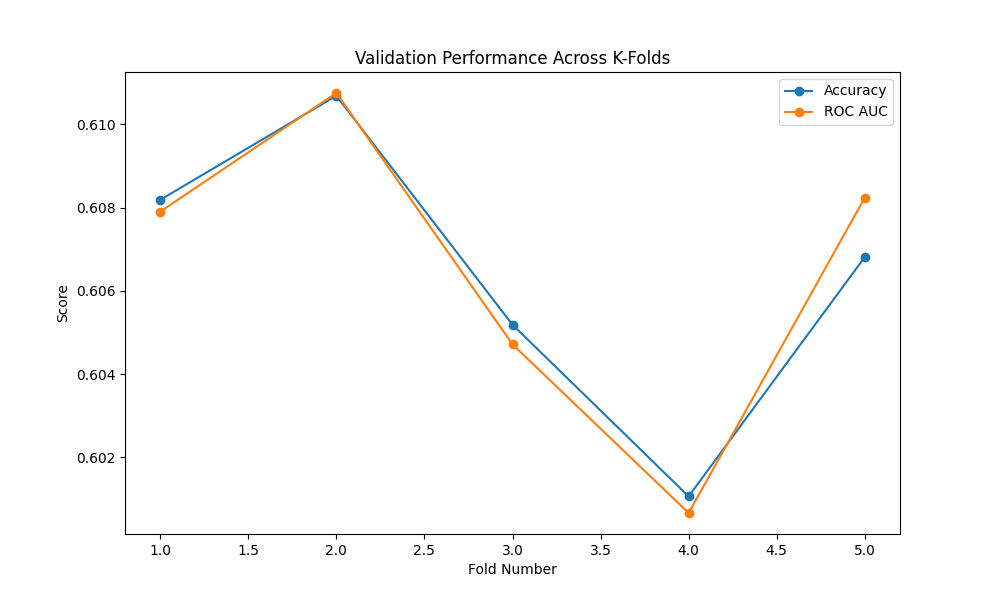 Validation Performance Across K-Folds
Accuracy
ROC AUC
0.610
0.608
0.606
0.604
0.602
Score
1.0 1.5 2.0 2.5 3.0 3.5 4.0 4.5 5.0
Fold Number